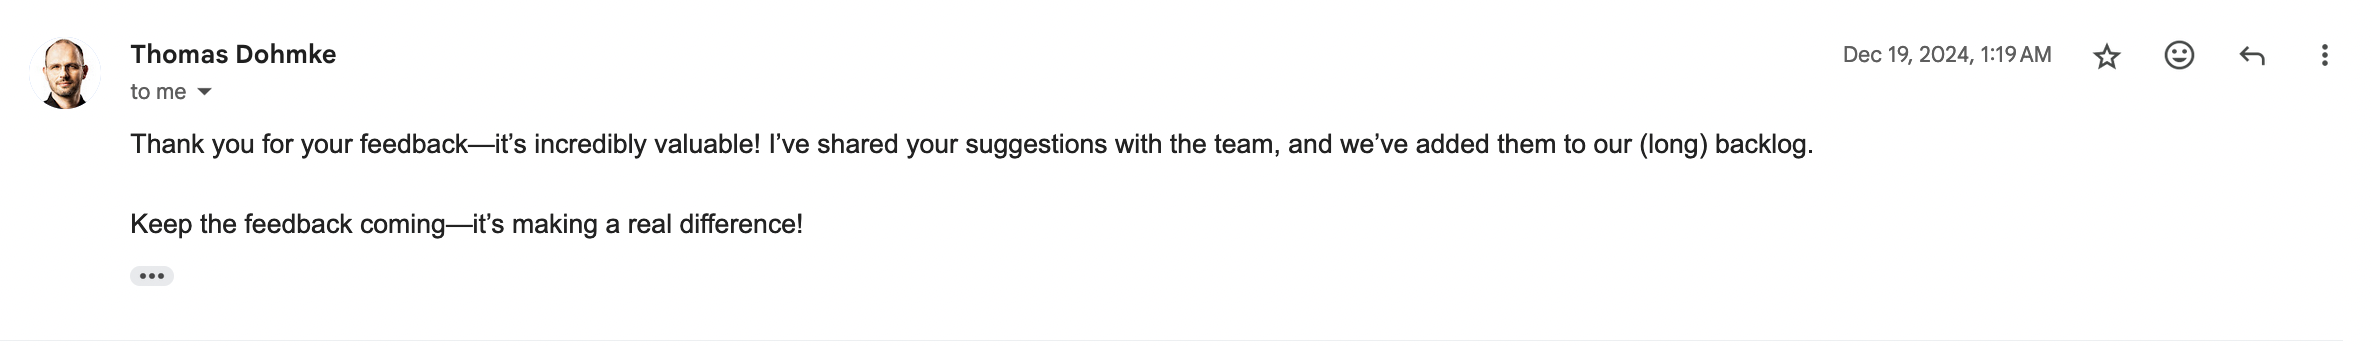 Thomas Dohmke
Dec 19, 2024, 1:19 AM
to me
Thank you for your feedback—it’s incredibly valuable! I’ve shared your suggestions with the team, and we’ve added them to our (long) backlog.
Keep the feedback coming—it’s making a real difference!